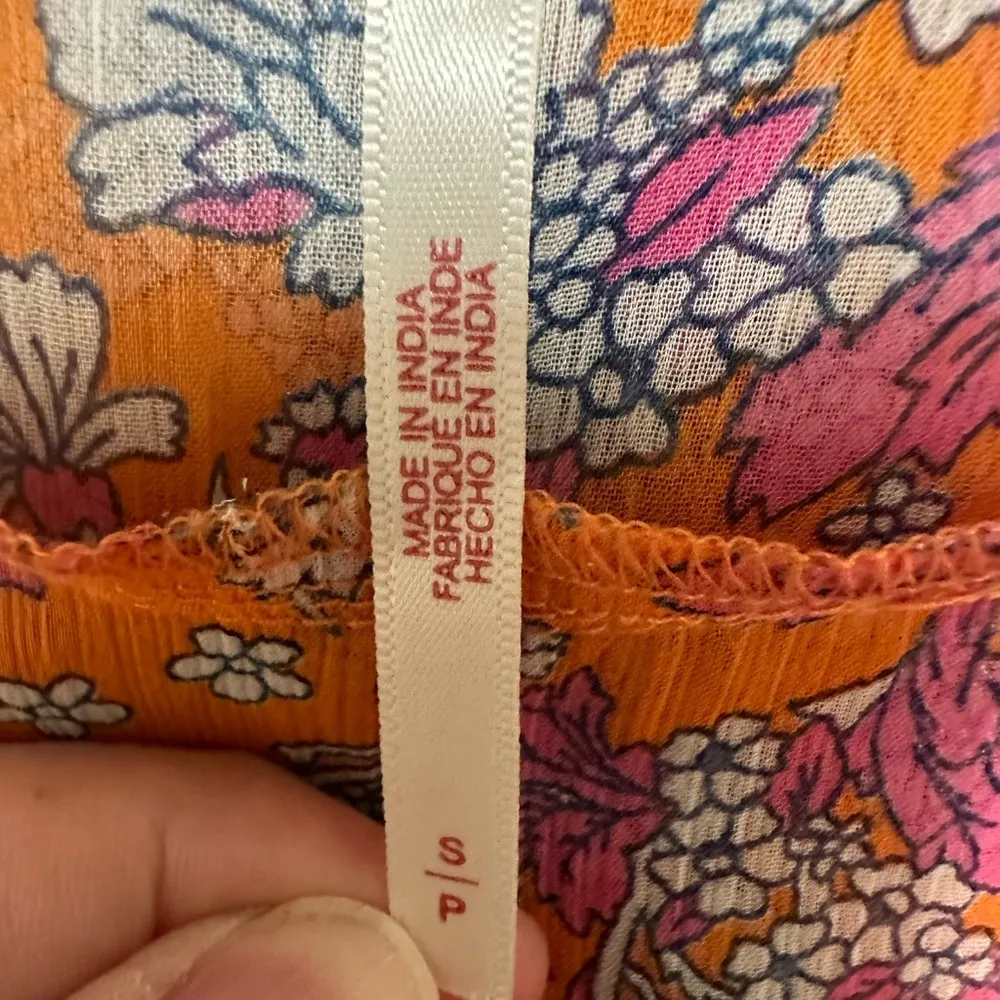 MADE IN INDIA
FABRIQUÉ EN INDE
HECHO EN INDIA
P/S